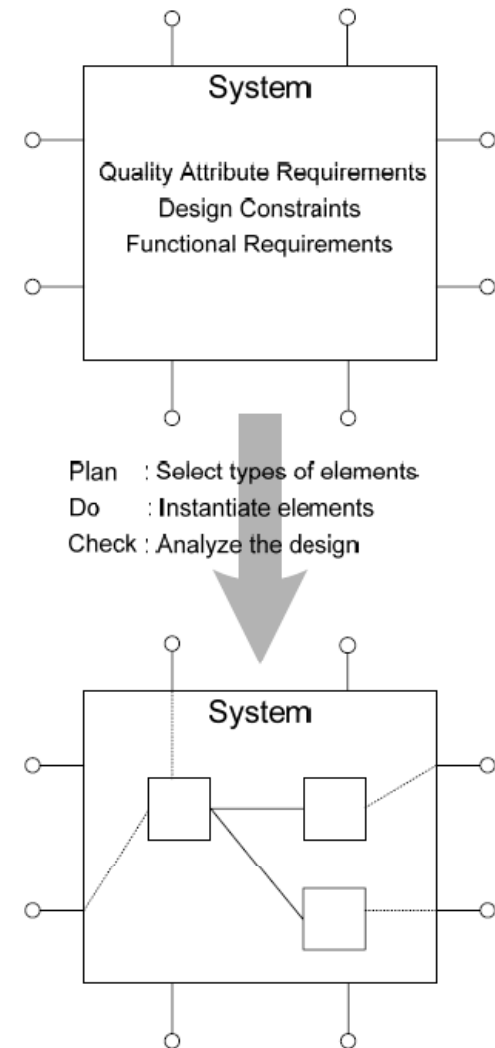 System
Quality Attribute Requirements
Design Constraints
Functional Requirements
Plan : Select types of elements
Do : Instantiate elements
Check : Analyze the design
System